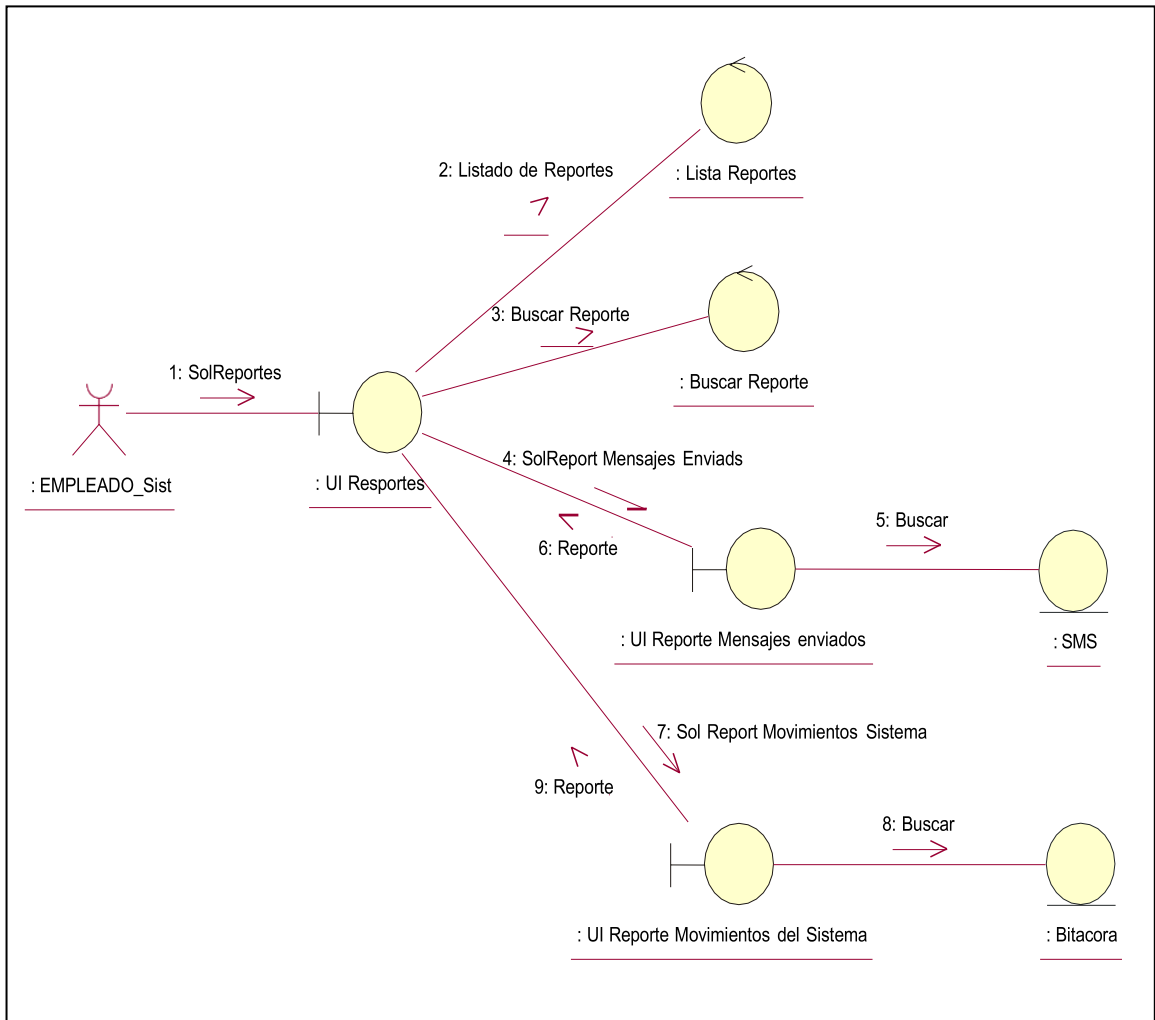 2: Listado de Reportes
: Lista Reportes
3: Buscar Reporte
: Buscar Reporte
1: SolReportes
: EMPLEADO_Sist
: UI Resportes
4: SolReport Mensajes Enviads
6: Reporte
5: Buscar
: UI Reporte Mensajes enviados
: SMS
7: Sol Report Movimientos Sistema
9: Reporte
8: Buscar
: UI Reporte Movimientos del Sistema
: Bitacora